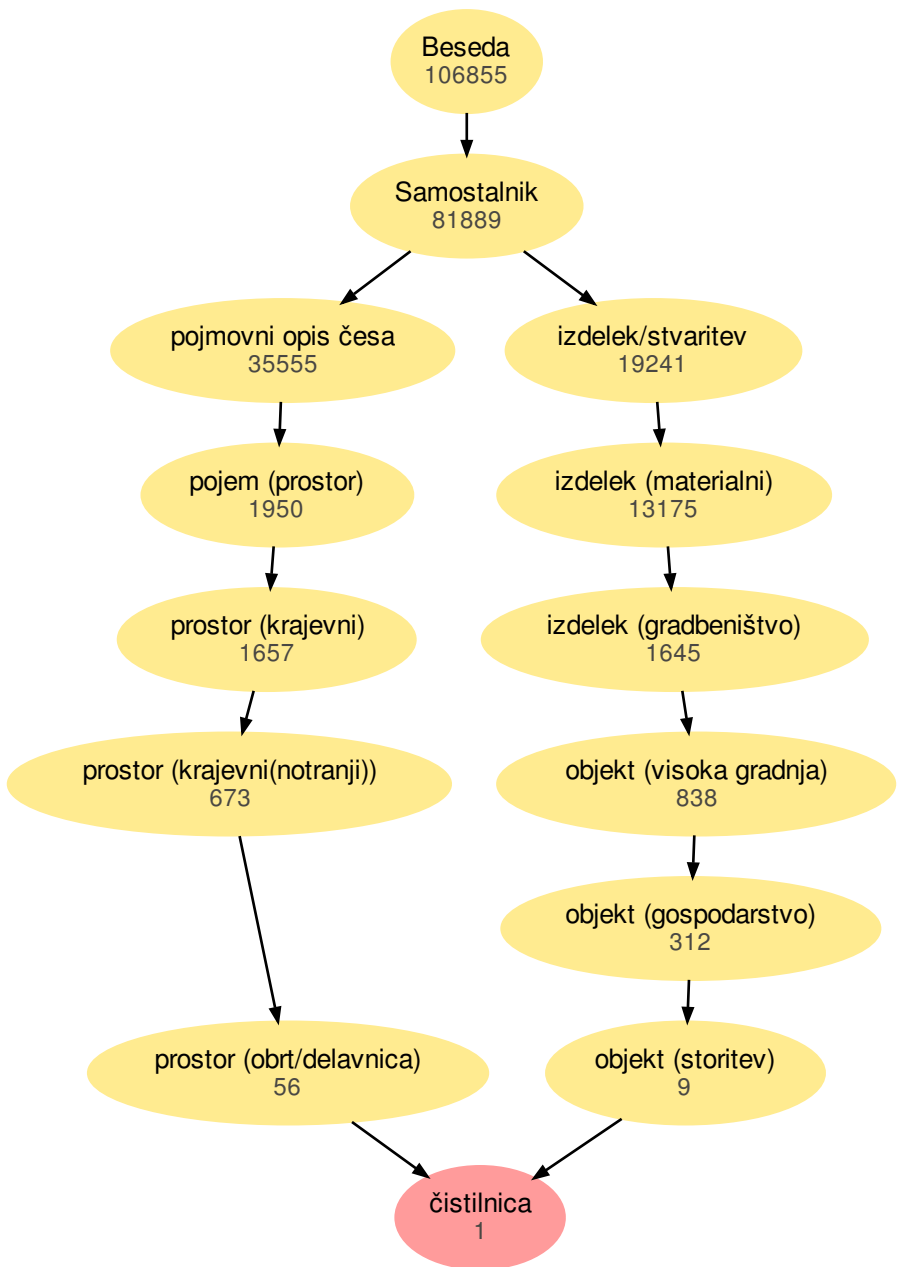 Beseda
106855
Samostalnik
81889
pojmovni opis česa
35555
izdelek/stvaritev
19241
pojem (prostor)
1950
izdelek (materialni)
13175
prostor (krajevni)
1657
izdelek (gradbeništvo)
1645
prostor (krajevni(notranji))
673
objekt (visoka gradnja)
838
objekt (gospodarstvo)
312
prostor (obrt/delavnica)
56
objekt (storitev)
9
čistilnica
1